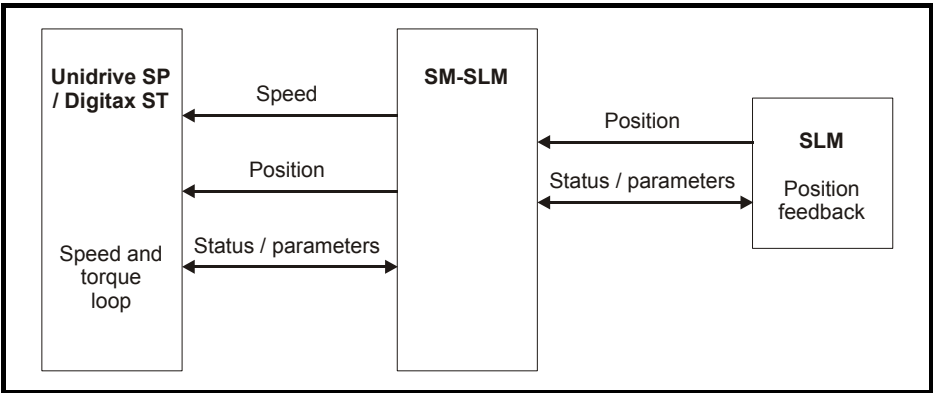 Unidrive SP
/ Digitax ST
Speed and
torque
loop
Speed
Position
Status / parameters
SM-SLM
Position
Status / parameters
SLM
Position
feedback